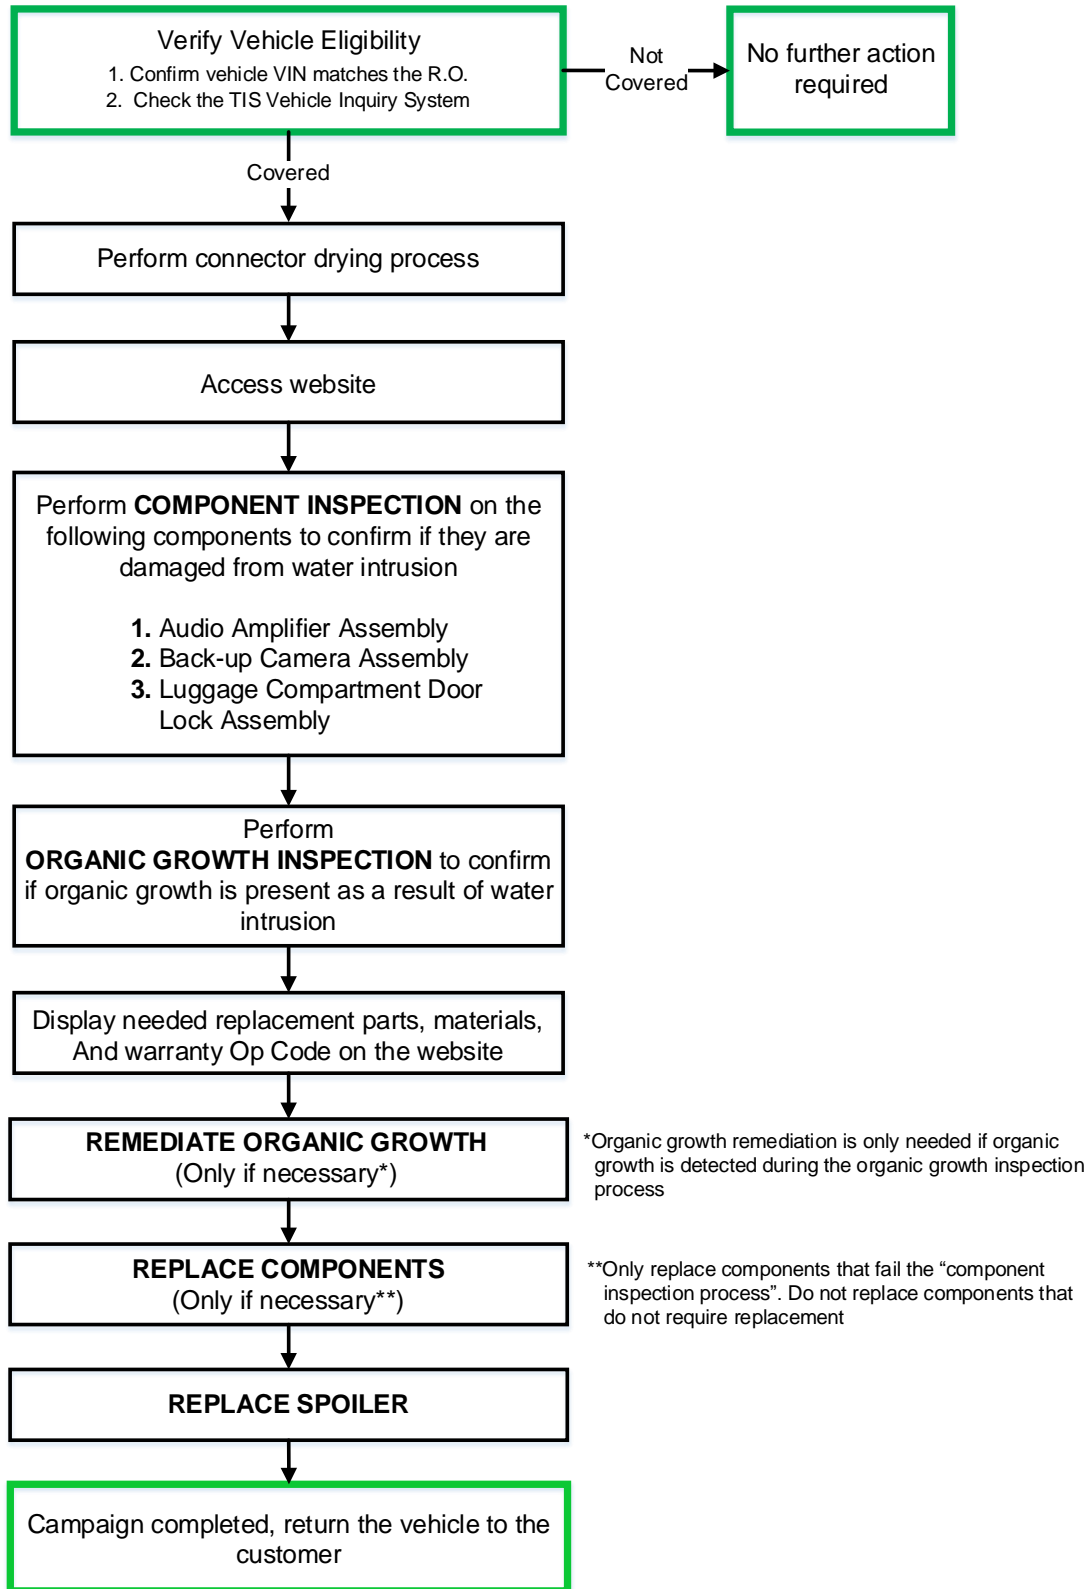 Verify Vehicle Eligibility
1. Confirm vehicle VIN matches the R.O.
2. Check the TIS Vehicle Inquiry System
Not
Covered
No further action
required
Covered
Perform connector drying process
Access website
Perform COMPONENT INSPECTION on the
following components to confirm if they are
damaged from water intrusion
1. Audio Amplifier Assembly
2. Back-up Camera Assembly
3. Luggage Compartment Door
Lock Assembly
Perform
ORGANIC GROWTH INSPECTION to confirm
if organic growth is present as a result of water
intrusion
Display needed replacement parts, materials,
And warranty Op Code on the website
REMEDIATE ORGANIC GROWTH
(Only if necessary*)
*Organic growth remediation is only needed if organic
growth is detected during the organic growth inspection
process
REPLACE COMPONENTS
(Only if necessary**)
**Only replace components that fail the “component
inspection process”. Do not replace components that
do not require replacement
REPLACE SPOILER
Campaign completed, return the vehicle to the
customer